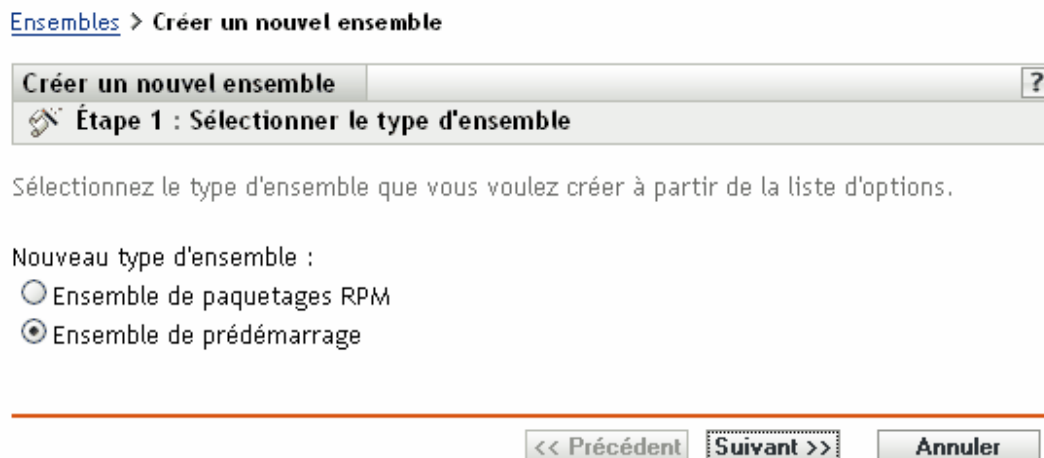 Ensembles > Créer un nouvel ensemble
Créer un nouvel ensemble ?
Étape 1 : Sélectionner le type d'ensemble
Sélectionnez le type d'ensemble que vous voulez créer à partir de la liste d'options.
Nouveau type d'ensemble :
Ensemble de paquetages RPM
Ensemble de prédémarrage
<< Précédent Suivant >> Annuler